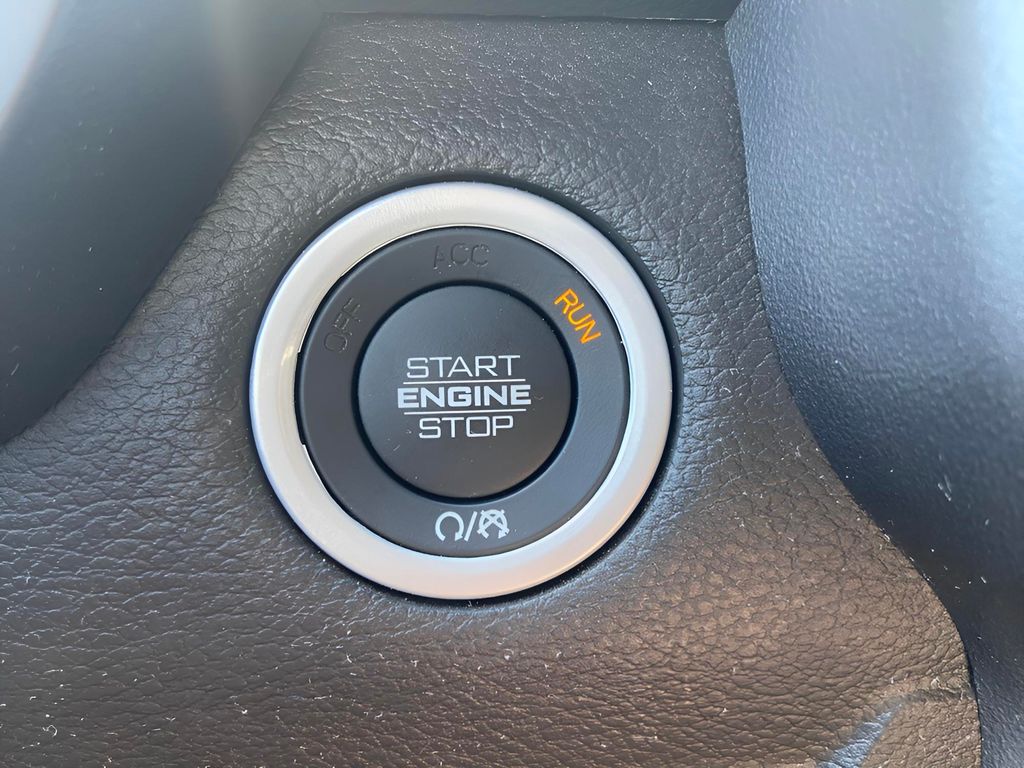 ACC
OFF
RUN
START
ENGINE
STOP